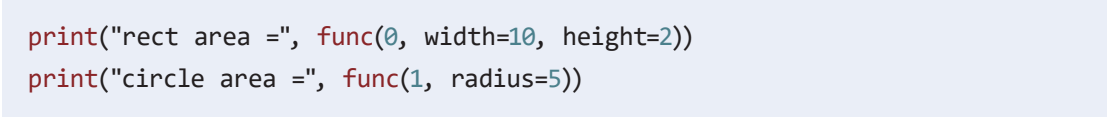 print("rect area =", func(0, width=10, height=2))
print("circle area =", func(1, radius=5))